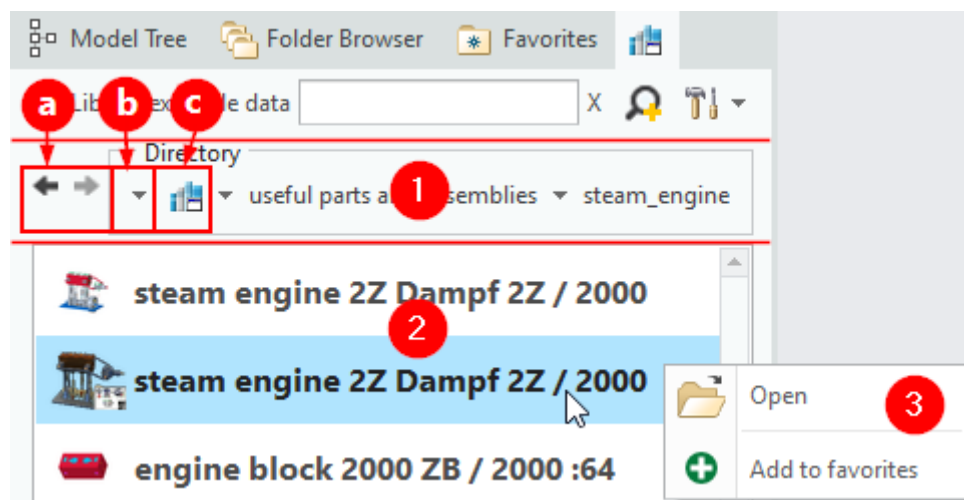 Model Tree Folder Browser Favorites
a b c
data X
Directory
1
useful parts steam_engine
steam engine 2Z Dampf 2Z / 2000
2
steam engine 2Z Dampf 2Z / 2000
Open 3
engine block 2000 ZB / 2000 :64
Add to favorites